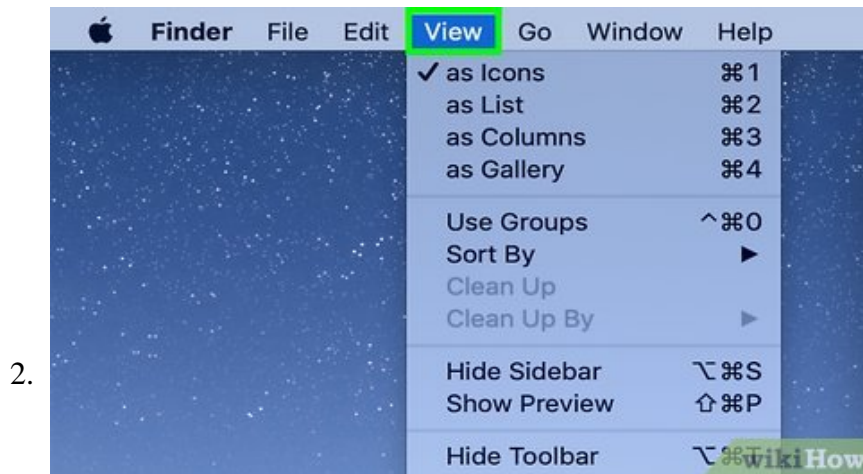 Finder File Edit View Go Window Help
✓ as Icons ⌘1
as List ⌘2
as Columns ⌘3
as Gallery ⌘4
Use Groups ^⌘0
Sort By ▶
Clean Up
Clean Up By ▶
2.
Hide Sidebar ⌥⌘S
Show Preview ⇧⌘P
Hide Toolbar ⌥⌘T
wikiHow